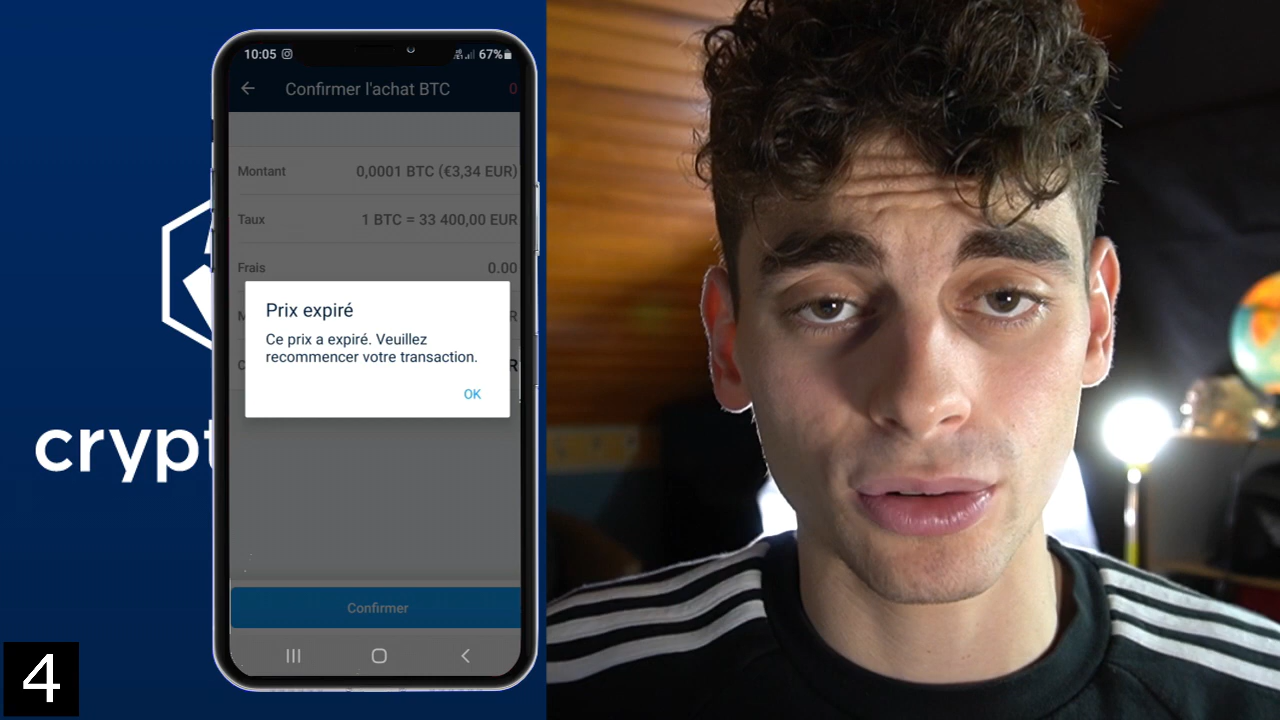 10:05
67%
Confirmer l'achat BTC
0
Montant
0,0001 BTC (€3,34 EUR)
Taux
1 BTC = 33 400,00 EUR
Frais
0.00
M
R
Prix expiré
Ce prix a expiré. Veuillez
recommencer votre transaction.
OK
C
R
crypt
Confirmer
4